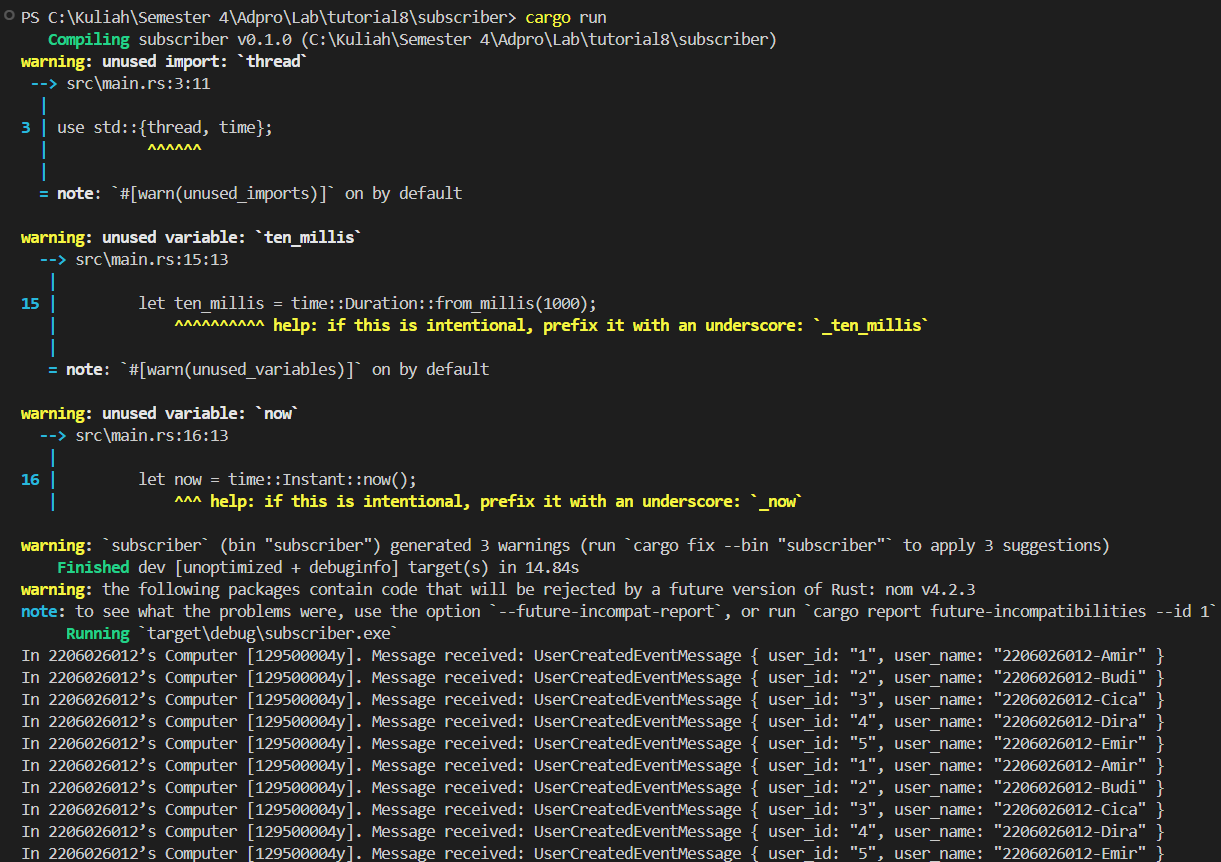 PS C:\Kuliah\Semester 4\Adpro\Lab\tutorial8\subscriber> cargo run
   Compiling subscriber v0.1.0 (C:\Kuliah\Semester 4\Adpro\Lab\tutorial8\subscriber)
warning: unused import: `thread`
 --> src\main.rs:3:11
  |
3 | use std::{thread, time};
  |           ^^^^^^
  |
  = note: `#[warn(unused_imports)]` on by default

warning: unused variable: `ten_millis`
  --> src\main.rs:15:13
   |
15 |         let ten_millis = time::Duration::from_millis(1000);
   |             ^^^^^^^^^^ help: if this is intentional, prefix it with an underscore: `_ten_millis`
   |
   = note: `#[warn(unused_variables)]` on by default

warning: unused variable: `now`
  --> src\main.rs:16:13
   |
16 |         let now = time::Instant::now();
   |             ^^^ help: if this is intentional, prefix it with an underscore: `_now`

warning: `subscriber` (bin "subscriber") generated 3 warnings (run `cargo fix --bin "subscriber"` to apply 3 suggestions)
    Finished dev [unoptimized + debuginfo] target(s) in 14.84s
warning: the following packages contain code that will be rejected by a future version of Rust: nom v4.2.3
note: to see what the problems were, use the option `--future-incompat-report`, or run `cargo report future-incompatibilities --id 1`
     Running `target\debug\subscriber.exe`
In 2206026012’s Computer [129500004y]. Message received: UserCreatedEventMessage { user_id: "1", user_name: "2206026012-Amir" }
In 2206026012’s Computer [129500004y]. Message received: UserCreatedEventMessage { user_id: "2", user_name: "2206026012-Budi" }
In 2206026012’s Computer [129500004y]. Message received: UserCreatedEventMessage { user_id: "3", user_name: "2206026012-Cica" }
In 2206026012’s Computer [129500004y]. Message received: UserCreatedEventMessage { user_id: "4", user_name: "2206026012-Dira" }
In 2206026012’s Computer [129500004y]. Message received: UserCreatedEventMessage { user_id: "5", user_name: "2206026012-Emir" }
In 2206026012’s Computer [129500004y]. Message received: UserCreatedEventMessage { user_id: "1", user_name: "2206026012-Amir" }
In 2206026012’s Computer [129500004y]. Message received: UserCreatedEventMessage { user_id: "2", user_name: "2206026012-Budi" }
In 2206026012’s Computer [129500004y]. Message received: UserCreatedEventMessage { user_id: "3", user_name: "2206026012-Cica" }
In 2206026012’s Computer [129500004y]. Message received: UserCreatedEventMessage { user_id: "4", user_name: "2206026012-Dira" }
In 2206026012’s Computer [129500004y]. Message received: UserCreatedEventMessage { user_id: "5", user_name: "2206026012-Emir" }